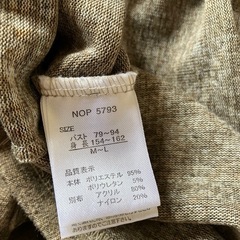 NOP 5793
SIZE
バスト 79~94
身 長 154~162
M~L
品質表示
本体 ポリエステル 95%
ポリウレタン 5%
別布 アクリル 80%
ナイロン 20%